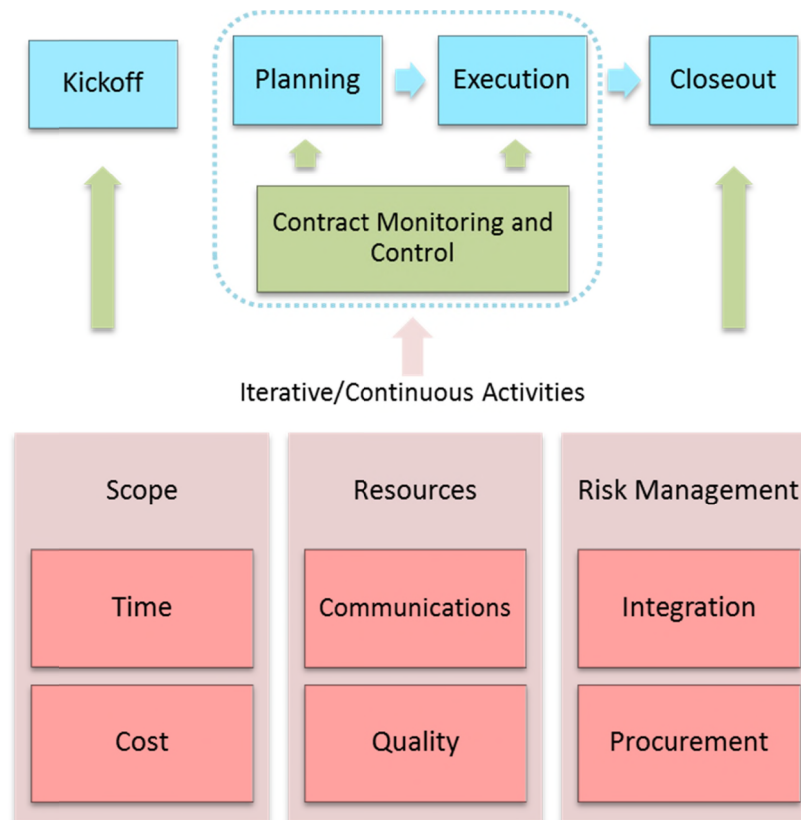 Kickoff
Planning
Execution
Closeout
Contract Monitoring and
Control
Iterative/Continuous Activities
Scope
Resources
Risk Management
Time
Communications
Integration
Cost
Quality
Procurement